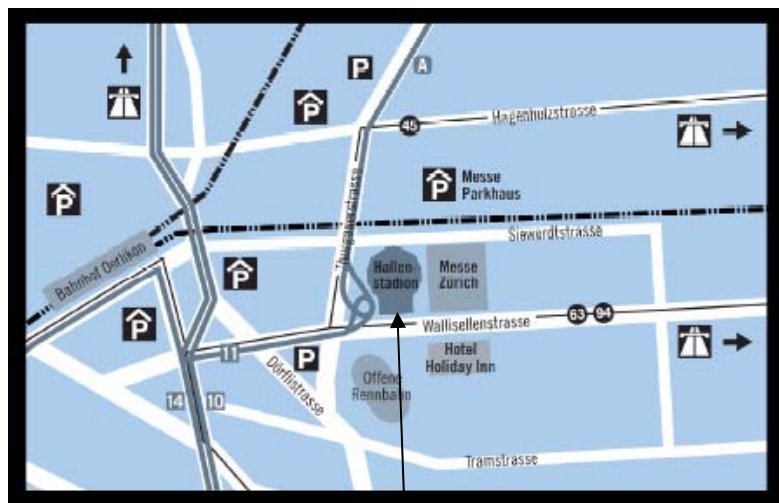 P
A
P
45
Hagenholzstrasse
P
Messe
Parkhaus
P
Thurgauerstrasse
Siewerdtstrasse
Bahnhof Oerlikon
P
Hallen
stadion
Messe
Zürich
P
63
94
Wallisellenstrasse
11
P
Dörflistrasse
Hotel
Holiday Inn
Offene
Rennbahn
14
10
Tramstrasse